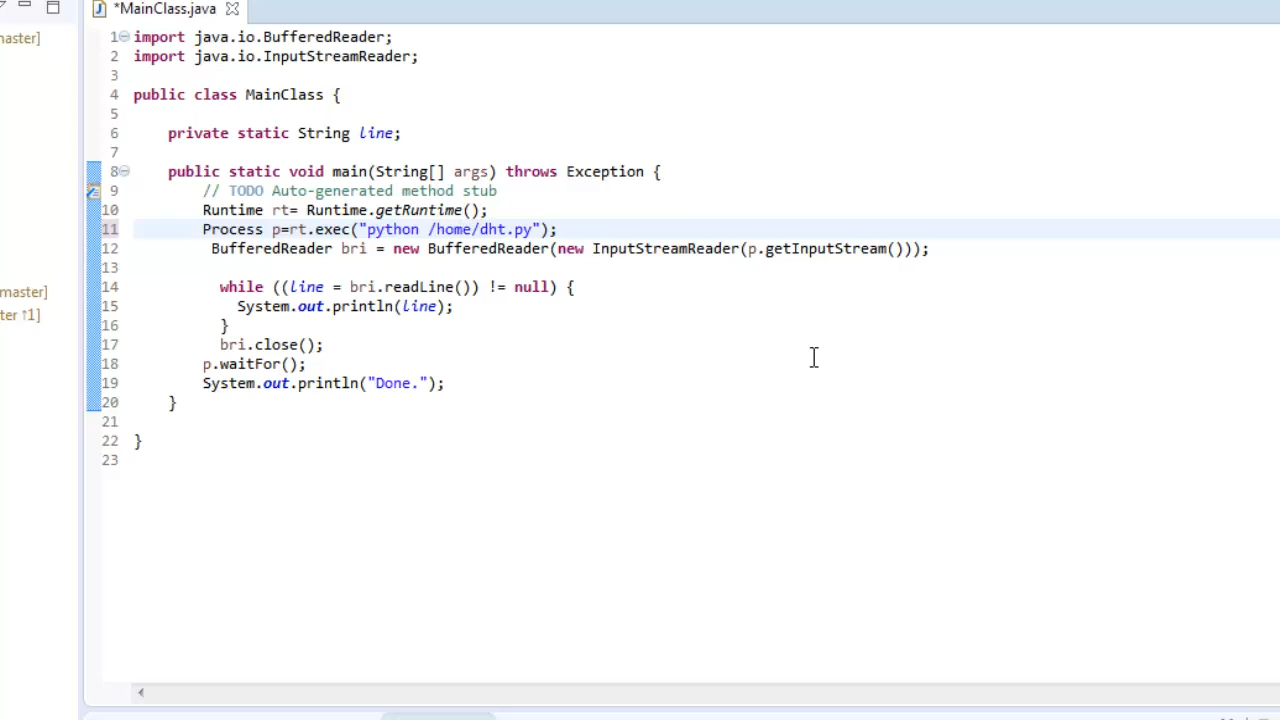 *MainClass.java
master]
master]
ter ↑1]
1 import java.io.BufferedReader;
2 import java.io.InputStreamReader;
3
4 public class MainClass {
5
6 private static String line;
7
8 public static void main(String[] args) throws Exception {
9 // TODO Auto-generated method stub
10 Runtime rt= Runtime.getRuntime();
11 Process p=rt.exec("python /home/dht.py");
12 BufferedReader bri = new BufferedReader(new InputStreamReader(p.getInputStream()));
13
14 while ((line = bri.readLine()) != null) {
15 System.out.println(line);
16 }
17 bri.close();
18 p.waitFor();
19 System.out.println("Done.");
20 }
21
22 }
23